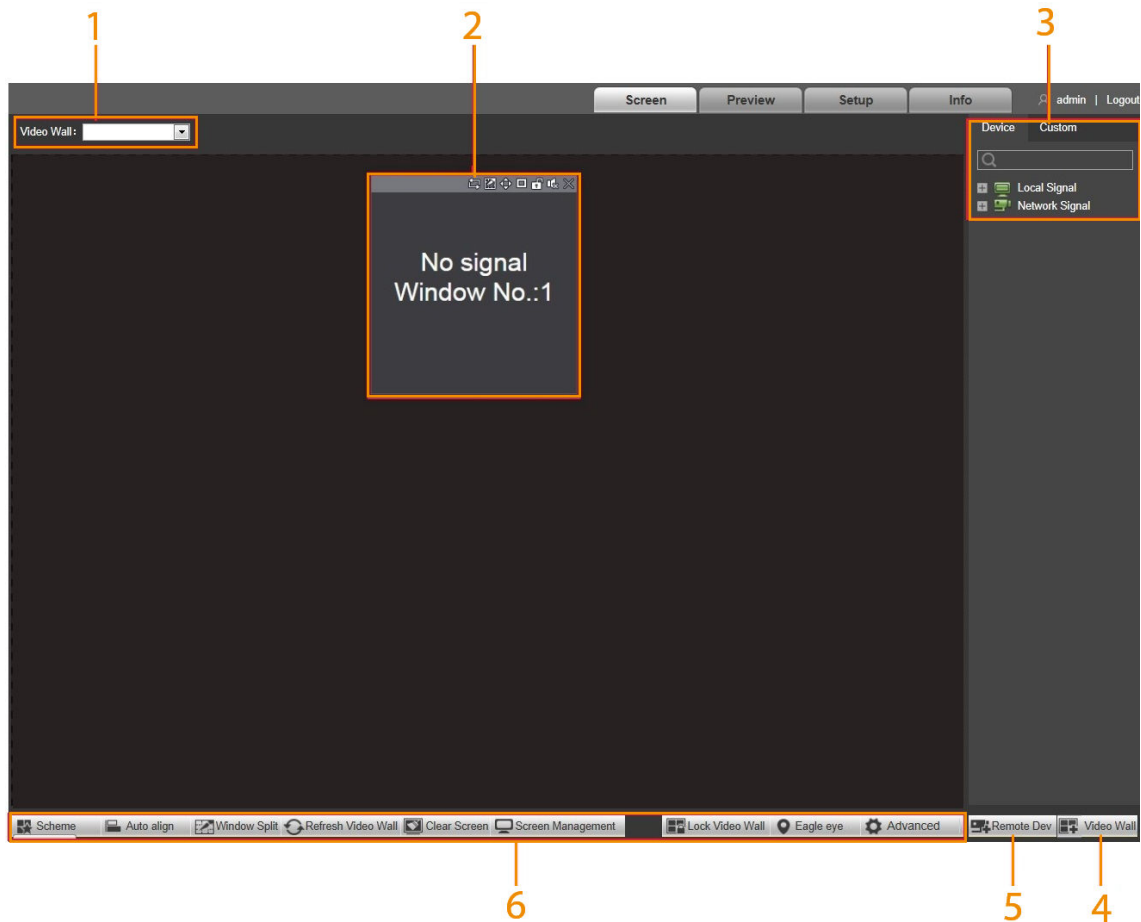 1
2
3
Screen Preview Setup Info admin | Logout
Video Wall:
Device Custom
Local Signal
Network Signal
No signal
Window No.:1
Scheme Auto align Window Split Refresh Video Wall Clear Screen Screen Management Lock Video Wall Eagle eye Advanced Remote Dev Video Wall
6
5
4